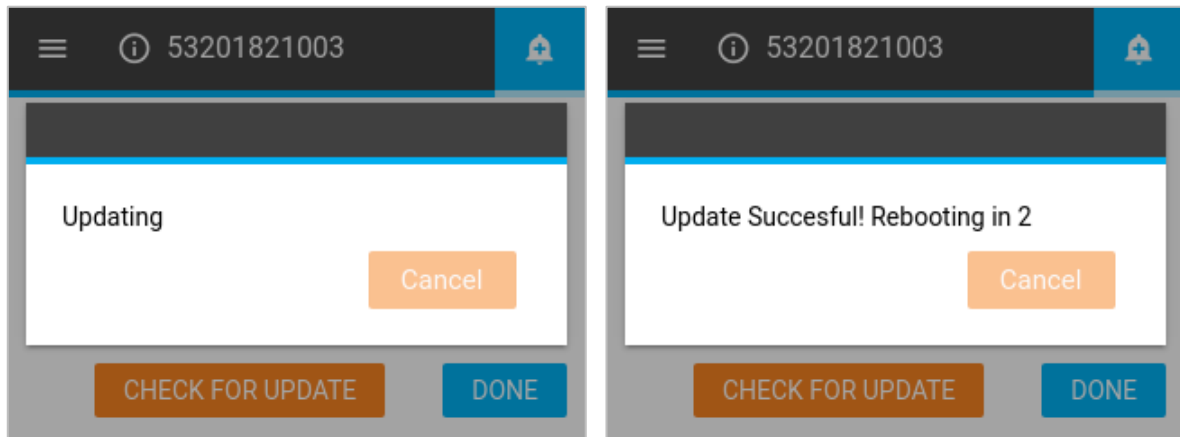 53201821003
Updating
Cancel
CHECK FOR UPDATE
DONE
53201821003
Update Succesful! Rebooting in 2
Cancel
CHECK FOR UPDATE
DONE